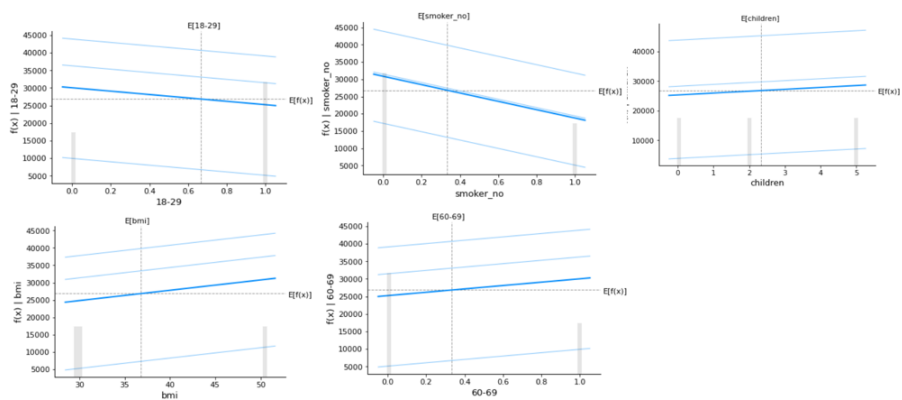 E[18-29]
45000
40000
35000
30000
25000
20000
15000
10000
5000
f(x) | 18-29
E[f(x)]
0.0 0.2 0.4 0.6 0.8 1.0
18-29
E[smoker_no]
45000
40000
35000
30000
25000
20000
15000
10000
5000
f(x) | smoker_no
E[f(x)]
0.0 0.2 0.4 0.6 0.8 1.0
smoker_no
E[children]
40000
30000
20000
10000
E[f(x)]
0 1 2 3 4 5
children
E[bmi]
45000
40000
35000
30000
25000
20000
15000
10000
5000
f(x) | bmi
E[f(x)]
30 35 40 45 50
bmi
E[60-69]
45000
40000
35000
30000
25000
20000
15000
10000
5000
f(x) | 60-69
E[f(x)]
0.0 0.2 0.4 0.6 0.8 1.0
60-69